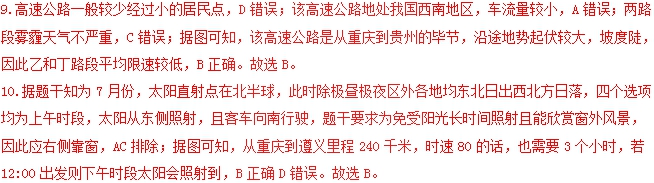 9.高速公路一般较少经过小的居民点，D 错误；该高速公路地处我国西南地区，车流量较小，A 错误；两路
段雾霾天气不严重，C 错误；据图可知，该高速公路是从重庆到贵州的毕节，沿途地势起伏较大，坡度陡，
因此乙和丁路段平均限速较低，B 正确。故选 B。
10.据题干知为 7 月份，太阳直射点在北半球，此时除极昼极夜区外各地均东北日出西北方日落，四个选项
均为上午时段，太阳从东侧照射，且客车向南行驶，题干要求为免受阳光长时间照射且能欣赏窗外风景，
因此应右侧靠窗，AC 排除；据图可知，从重庆到遵义里程 240 千米，时速 80 的话，也需要 3 个小时，若
12:00 出发则下午时段太阳会照射到，B 正确 D 错误。故选 B。